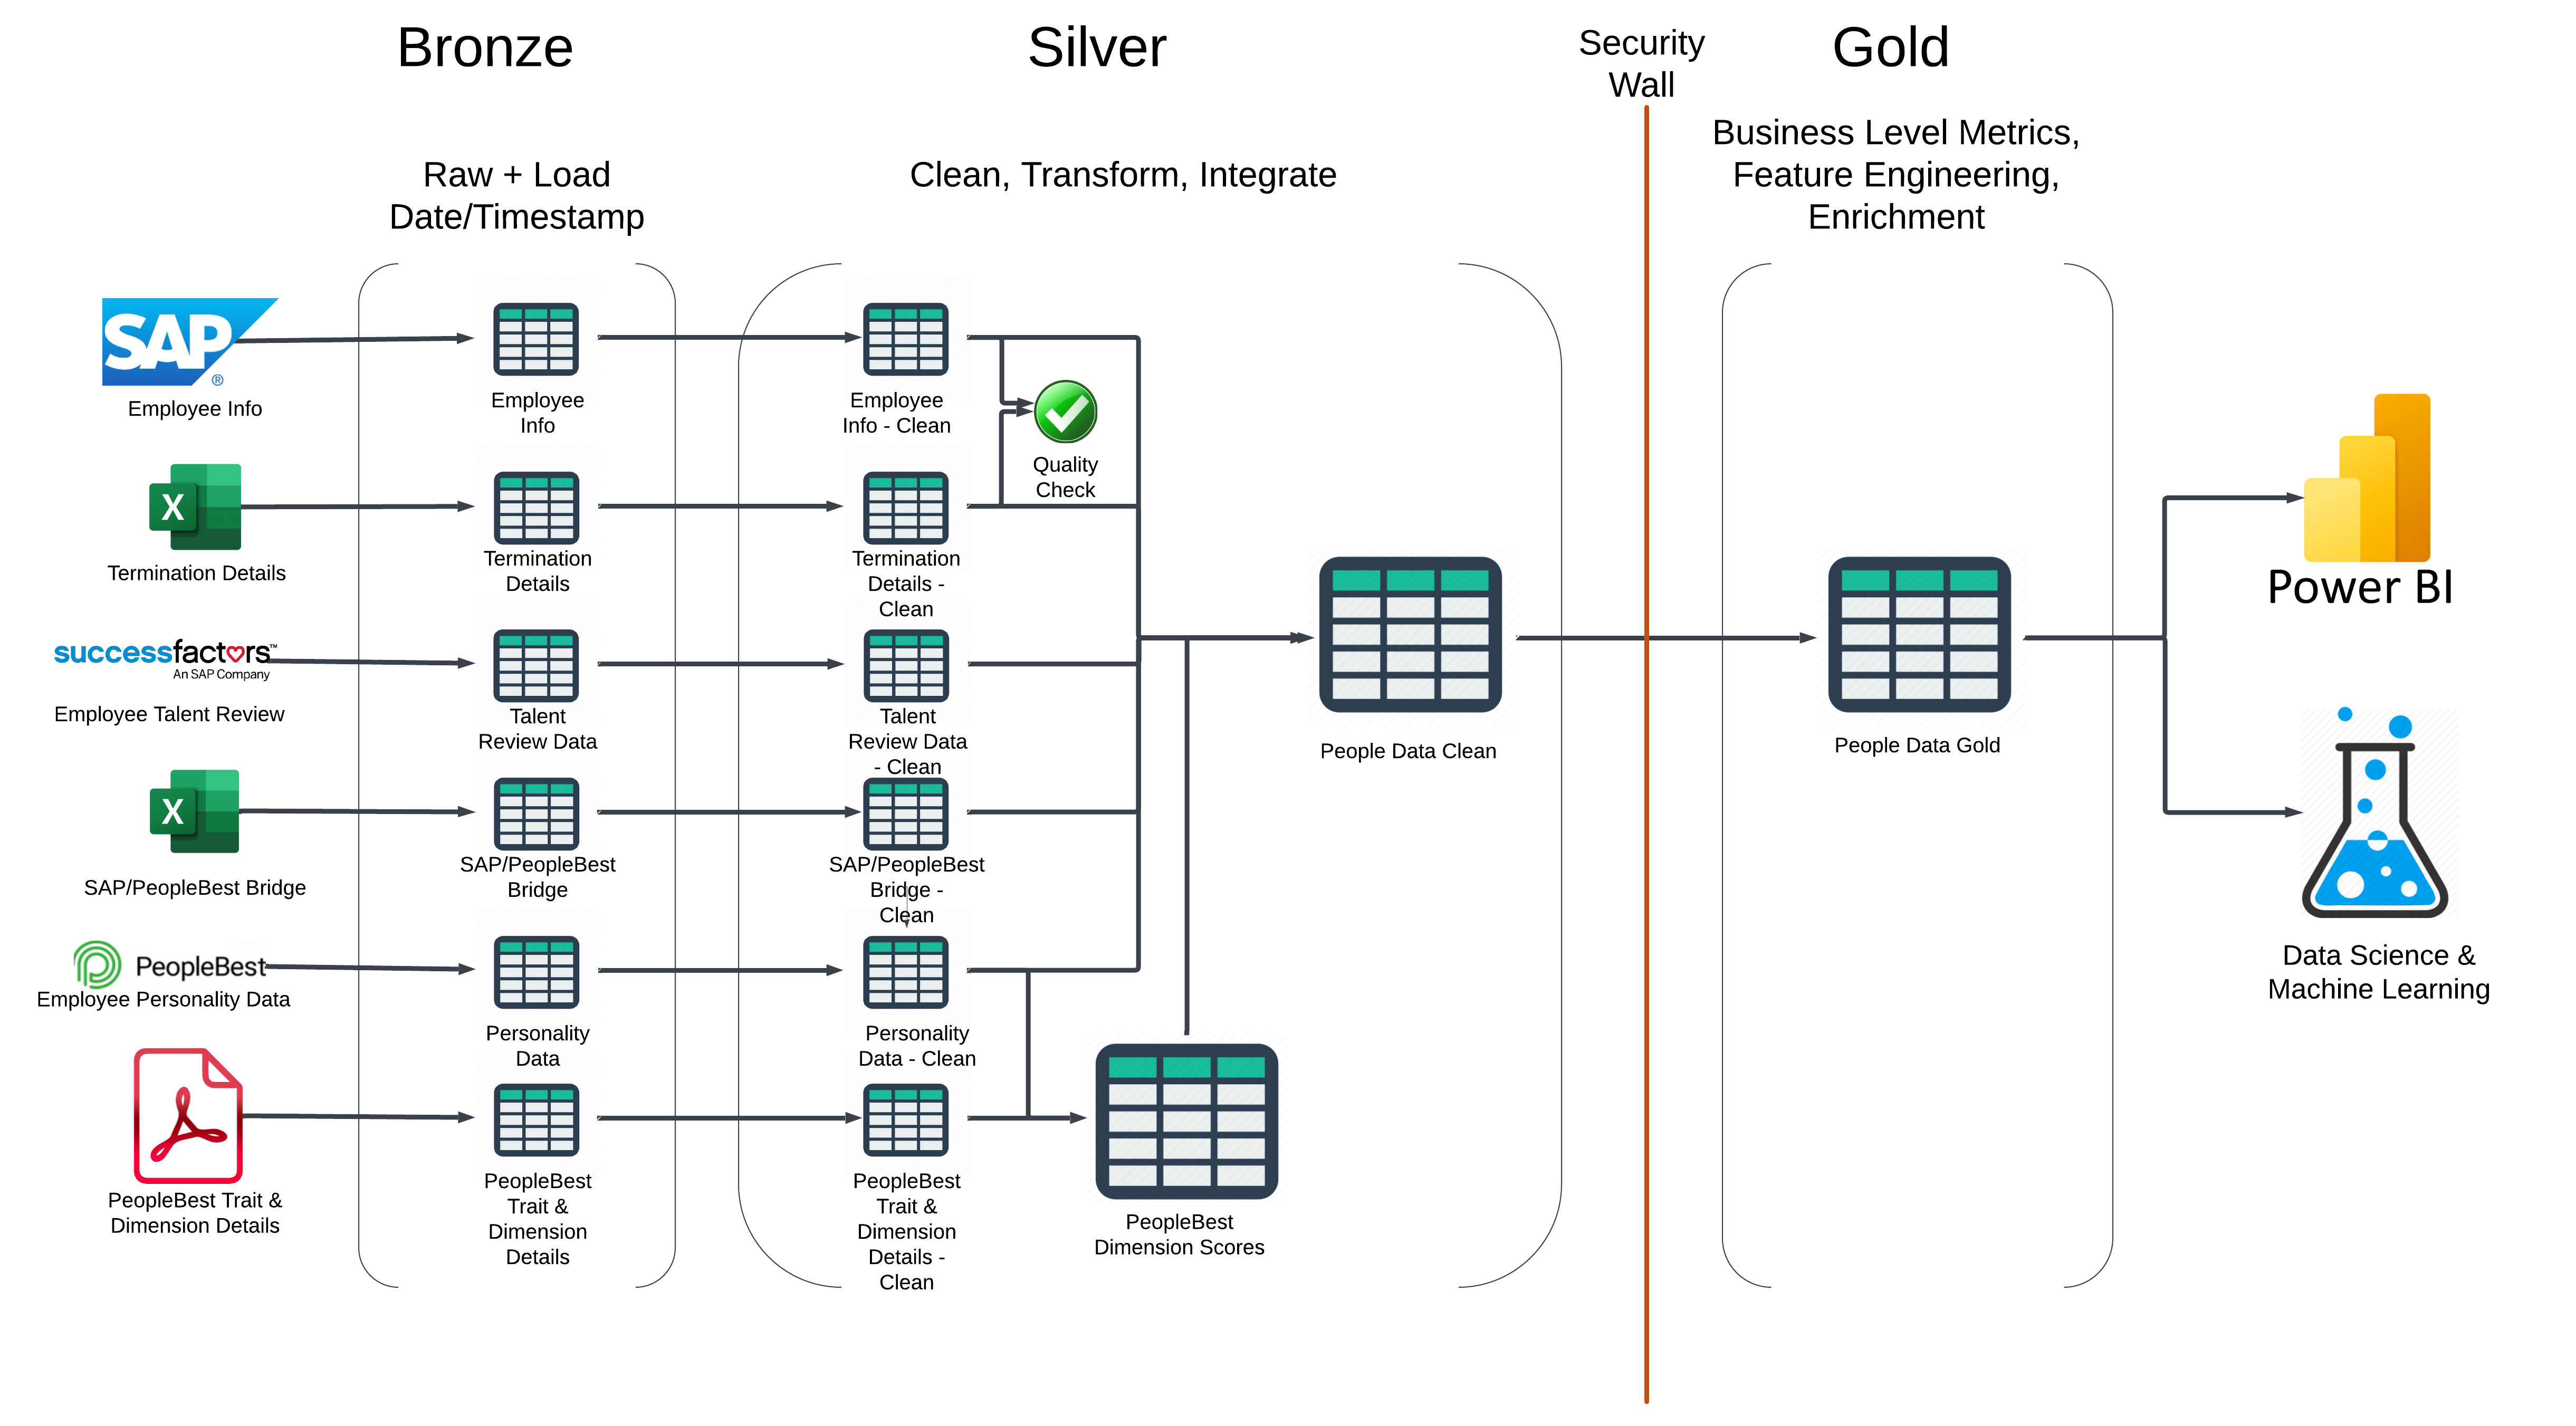 Bronze
Silver
Security
Wall
Gold
Raw + Load
Date/Timestamp
Clean, Transform, Integrate
Business Level Metrics,
Feature Engineering,
Enrichment
SAP
®
Employee Info
Employee
Info
Employee
Info - Clean
Quality
Check
X
Termination Details
Termination
Details
Termination
Details -
Clean
successfactors™
An SAP Company
Employee Talent Review
Talent
Review Data
Talent
Review Data
- Clean
X
SAP/PeopleBest Bridge
SAP/PeopleBest
Bridge
SAP/PeopleBest
Bridge -
Clean
PeopleBest
Employee Personality Data
Personality
Data
Personality
Data - Clean
PeopleBest Trait &
Dimension Details
PeopleBest
Trait &
Dimension
Details
PeopleBest
Trait &
Dimension
Details -
Clean
PeopleBest
Dimension Scores
People Data Clean
People Data Gold
Power BI
Data Science &
Machine Learning